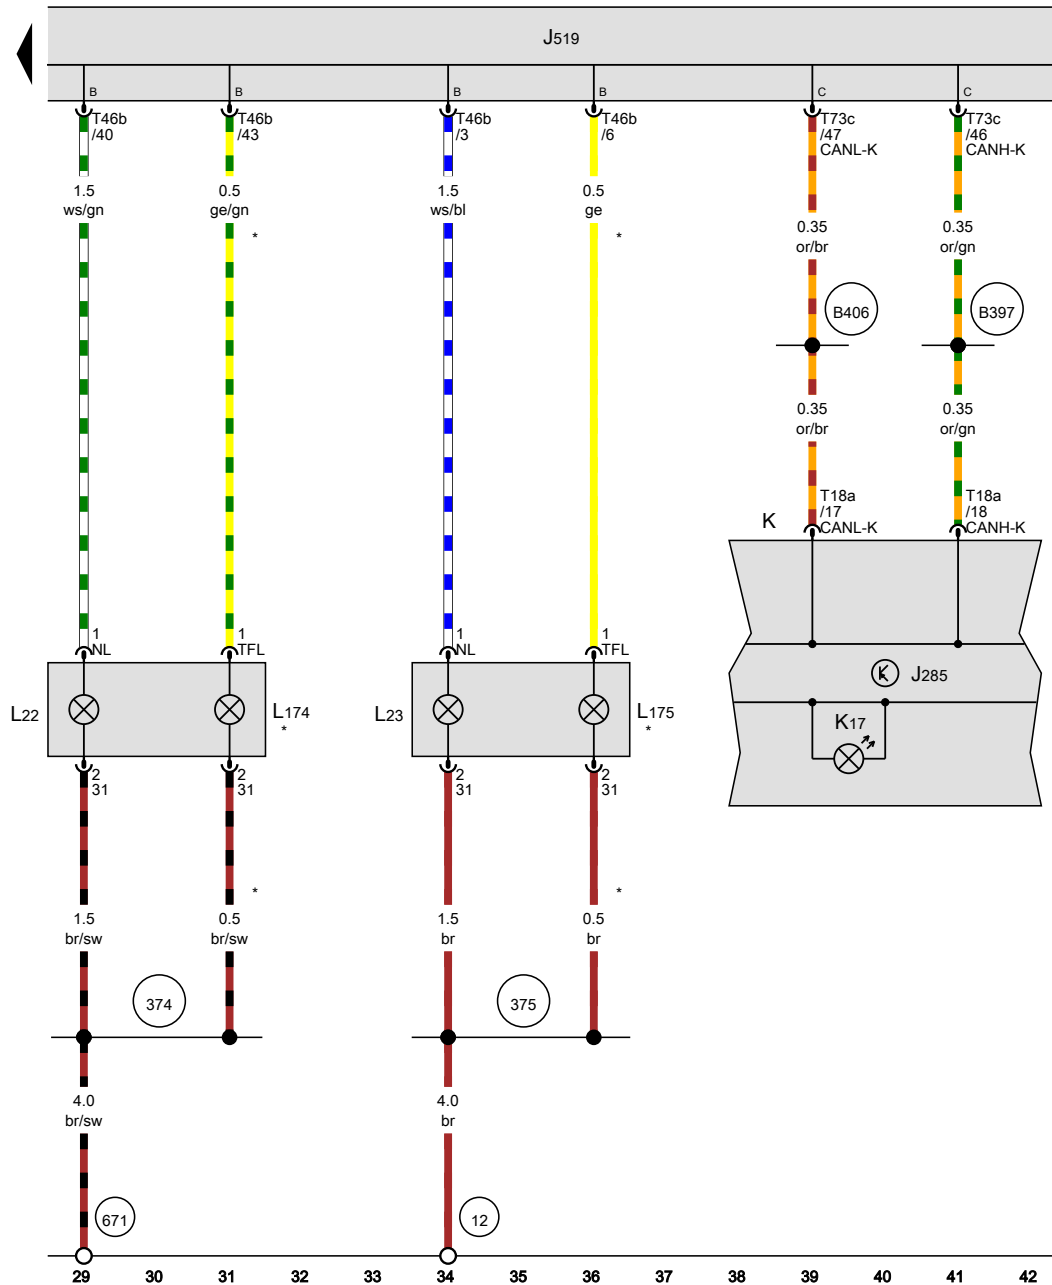 J519
B
B
B
B
C
C
T46b
/40
T46b
/43
T46b
/3
T46b
/6
T73c
/47
CANL-K
T73c
/46
CANH-K
1.5
ws/gn
0.5
ge/gn
*
1.5
ws/bl
0.5
ge
*
0.35
or/br
0.35
or/gn
B406
B397
0.35
or/br
0.35
or/gn
T18a
/17
CANL-K
T18a
/18
CANH-K
K
1
NL
1
TFL
1
NL
1
TFL
J285
L22
L174
*
L23
L175
*
K17
2
31
2
31
2
31
2
31
*
*
1.5
br/sw
0.5
br/sw
1.5
br
0.5
br
374
375
4.0
br/sw
4.0
br
671
12
29 30 31 32 33 34 35 36 37 38 39 40 41 42